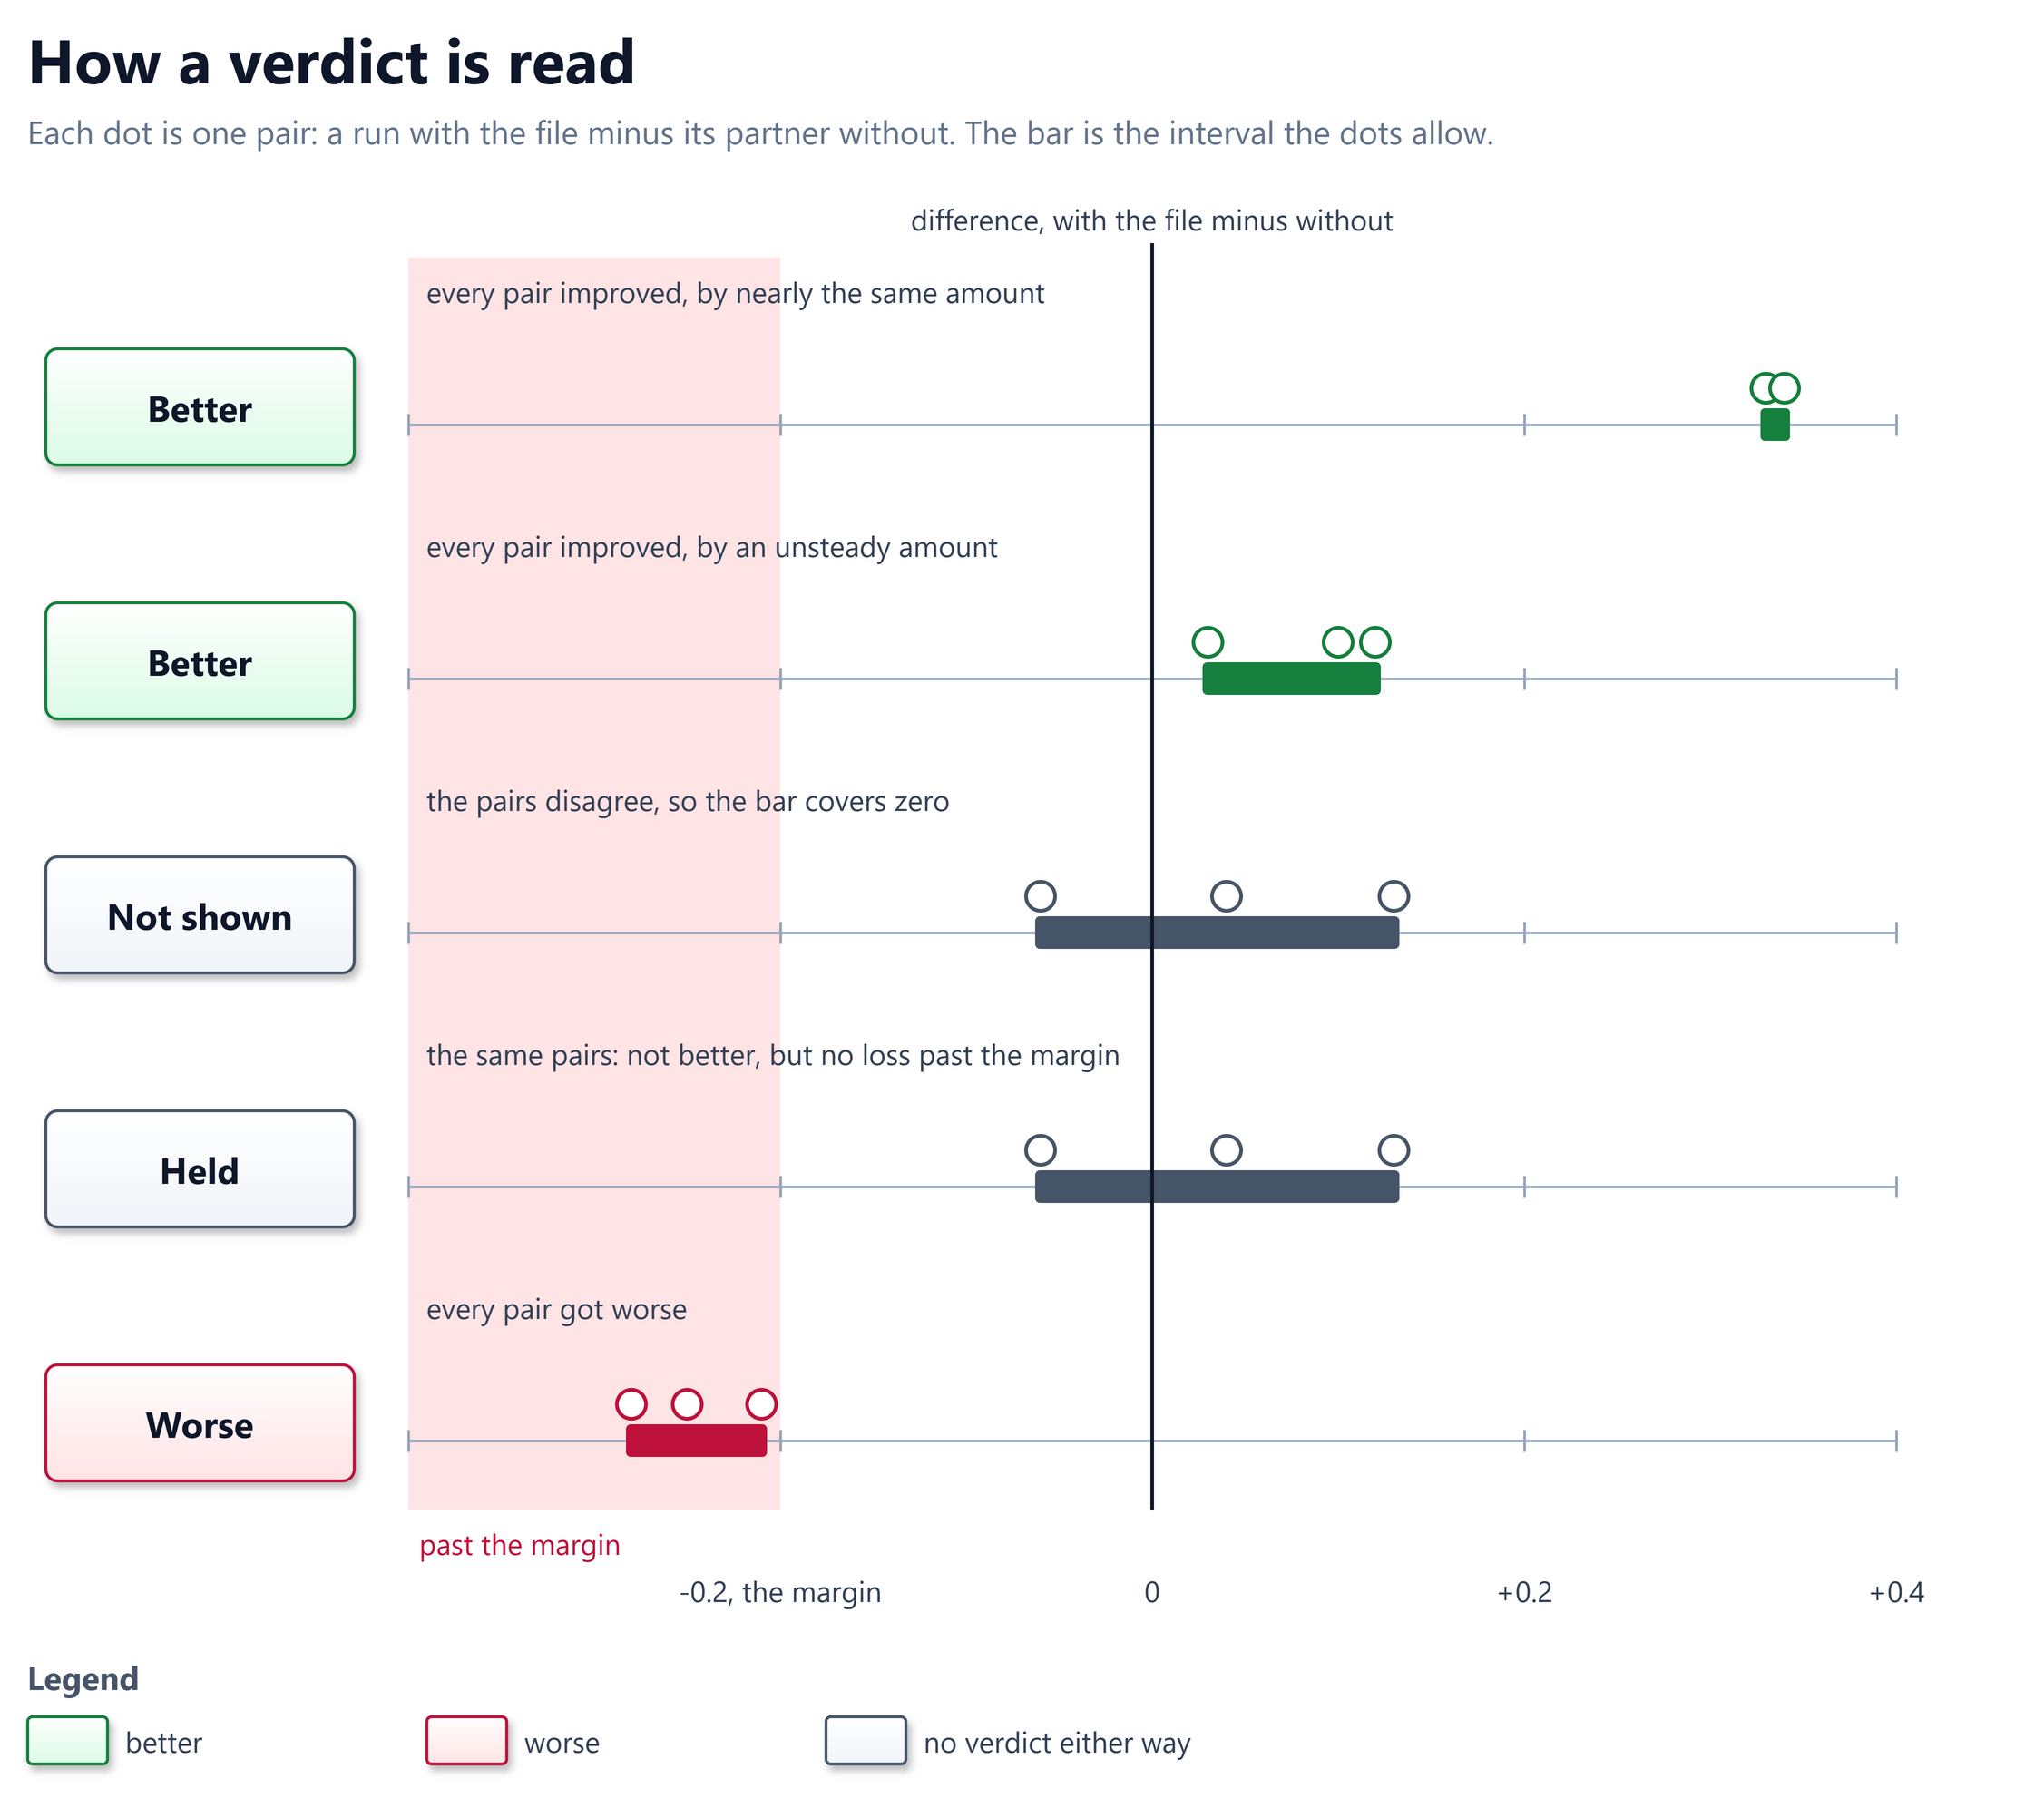 How a verdict is read
Each dot is one pair: a run with the file minus its partner without. The bar is the interval the dots allow.
difference, with the file minus without
every pair improved, by nearly the same amount
Better
every pair improved, by an unsteady amount
Better
the pairs disagree, so the bar covers zero
Not shown
the same pairs: not better, but no loss past the margin
Held
every pair got worse
Worse
past the margin
-0.2, the margin
0
+0.2
+0.4
Legend
better
worse
no verdict either way